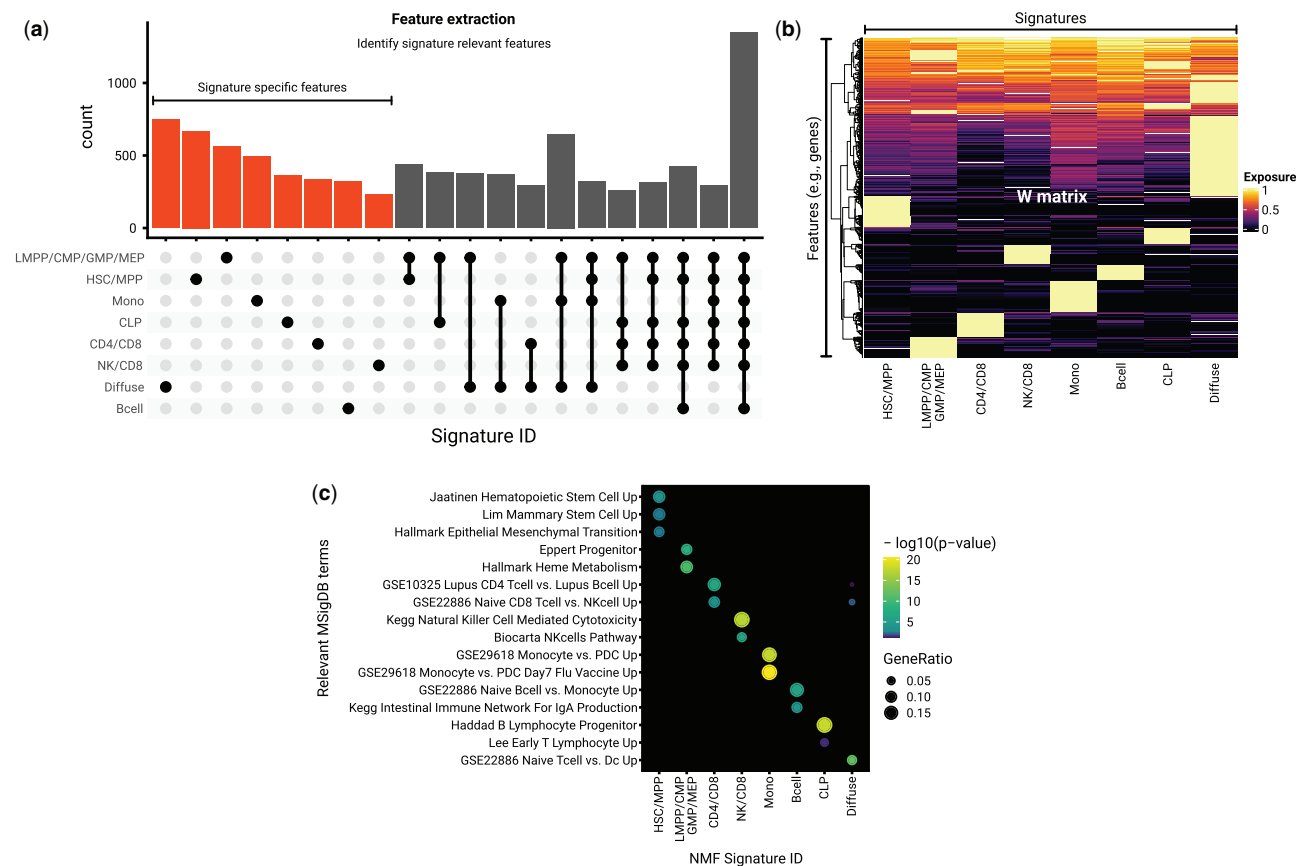 (a)
Feature extraction
Identify signature relevant features
Signature specific features
count
1000
500
0
LMPP/CMP/GMP/MEP
HSC/MPP
Mono
CLP
CD4/CD8
NK/CD8
Diffuse
Bcell
Signature ID
(b)
Signatures
Features (e.g., genes)
W matrix
Exposure
1
0.5
0
HSC/MPP
LMPP/CMP
GMP/MEP
CD4/CD8
NK/CD8
Mono
Bcell
CLP
Diffuse
(c)
Relevant MSigDB terms
Jaatinen Hematopoietic Stem Cell Up
Lim Mammary Stem Cell Up
Hallmark Epithelial Mesenchymal Transition
Eppert Progenitor
Hallmark Heme Metabolism
GSE10325 Lupus CD4 Tcell vs. Lupus Bcell Up
GSE22886 Naive CD8 Tcell vs. NKcell Up
Kegg Natural Killer Cell Mediated Cytotoxicity
Biocarta NKcells Pathway
GSE29618 Monocyte vs. PDC Up
GSE29618 Monocyte vs. PDC Day7 Flu Vaccine Up
GSE22886 Naive Bcell vs. Monocyte Up
Kegg Intestinal Immune Network For IgA Production
Haddad B Lymphocyte Progenitor
Lee Early T Lymphocyte Up
GSE22886 Naive Tcell vs. Dc Up
HSC/MPP
LMPP/CMP
GMP/MEP
CD4/CD8
NK/CD8
Mono
Bcell
CLP
Diffuse
NMF Signature ID
− log10(p−value)
20
15
10
5
GeneRatio
0.05
0.10
0.15